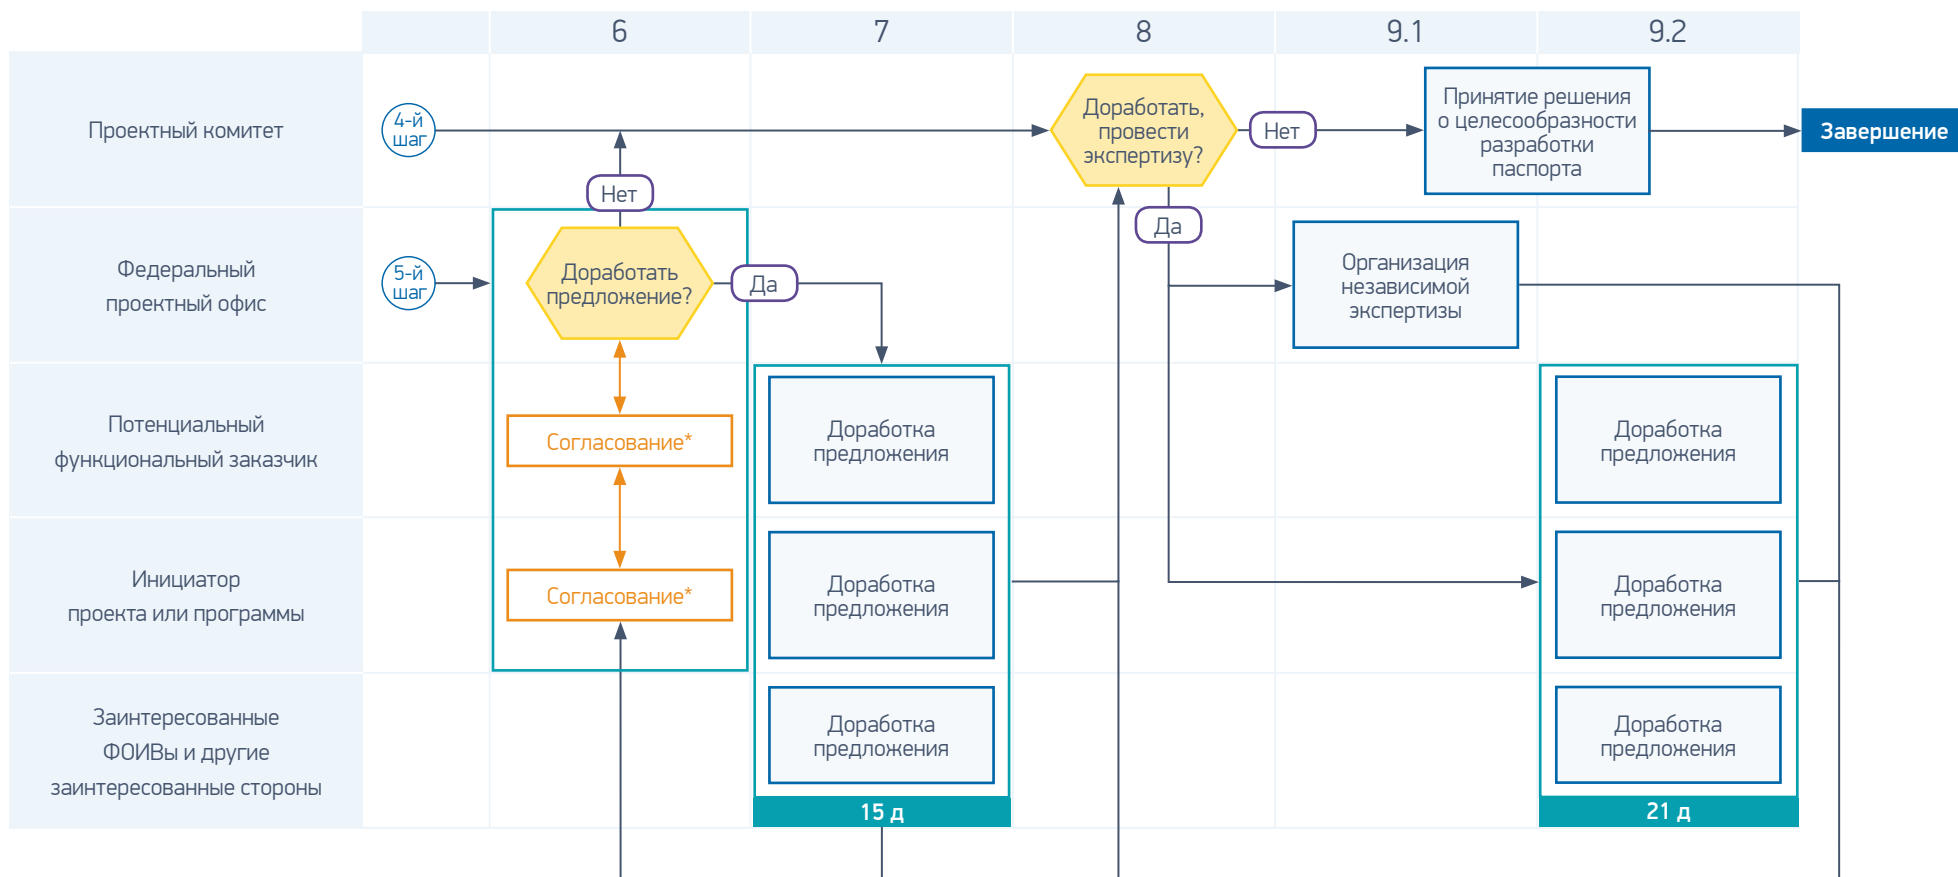 6
7
8
9.1
9.2
Проектный комитет
4-й
шаг
Нет
Доработать,
провести
экспертизу?
Нет
Принятие решения
о целесообразности
разработки
паспорта
Завершение
Федеральный
проектный офис
5-й
шаг
Доработать
предложение?
Да
Да
Организация
независимой
экспертизы
Потенциальный
функциональный заказчик
Согласование*
Доработка
предложения
Доработка
предложения
Инициатор
проекта или программы
Согласование*
Доработка
предложения
Доработка
предложения
Заинтересованные
ФОИВы и другие
заинтересованные стороны
Доработка
предложения
Доработка
предложения
15 д
21 д